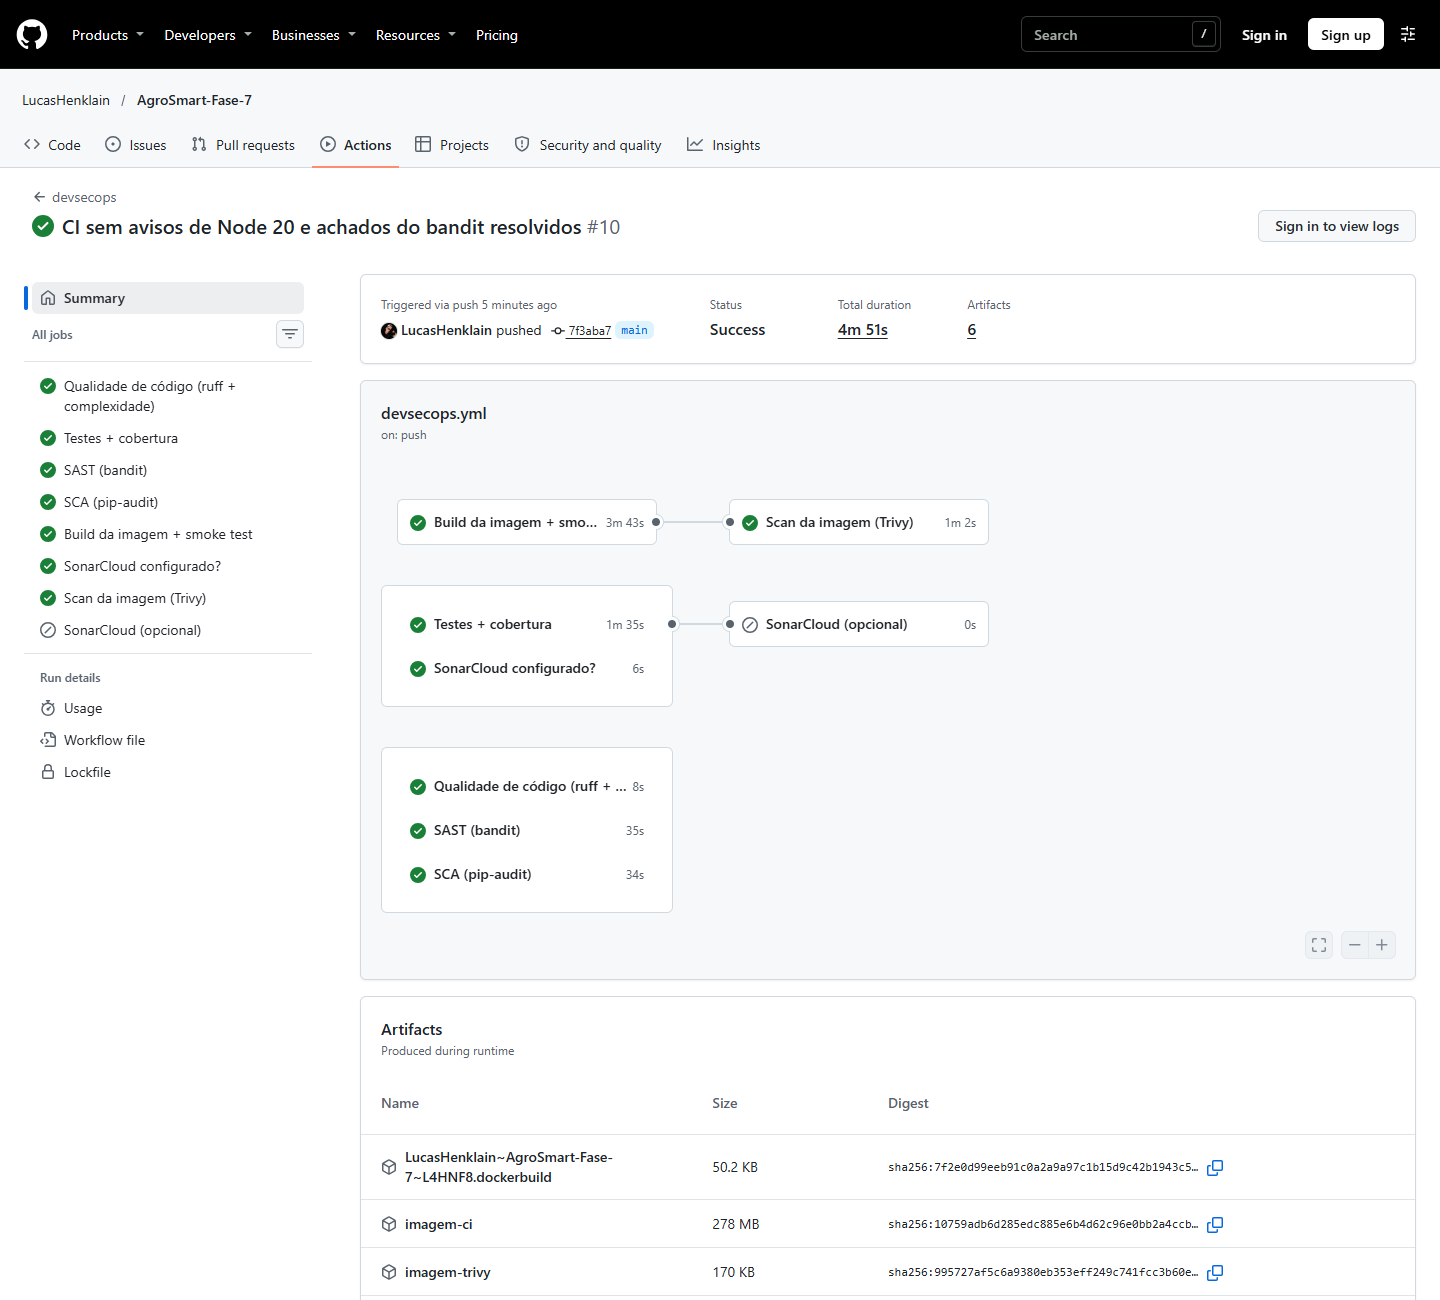 Products Developers Businesses Resources Pricing Search / Sign in Sign up
LucasHenklain / AgroSmart-Fase-7
Code Issues Pull requests Actions Projects Security and quality Insights
devsecops
CI sem avisos de Node 20 e achados do bandit resolvidos #10
Sign in to view logs
Summary
All jobs
Qualidade de código (ruff +
complexidade)
Testes + cobertura
SAST (bandit)
SCA (pip-audit)
Build da imagem + smoke test
SonarCloud configurado?
Scan da imagem (Trivy)
SonarCloud (opcional)
Run details
Usage
Workflow file
Lockfile
Triggered via push 5 minutes ago
LucasHenklain pushed 7f3aba7 main
Status
Success
Total duration
4m 51s
Artifacts
6
devsecops.yml
on: push
Build da imagem + smo... 3m 43s
Scan da imagem (Trivy) 1m 2s
Testes + cobertura 1m 35s
SonarCloud configurado? 6s
SonarCloud (opcional) 0s
Qualidade de código (ruff + ... 8s
SAST (bandit) 35s
SCA (pip-audit) 34s
Artifacts
Produced during runtime
Name Size Digest
LucasHenklain~AgroSmart-Fase-
7~L4HNF8.dockerbuild
50.2 KB
sha256:7f2e0d99eeb91c0a2a9a97c1b15d9c42b1943c5…
imagem-ci 278 MB sha256:10759adb6d285edc885e6b4d62c96e0bb2a4ccb…
imagem-trivy 170 KB sha256:995727af5c6a9380eb353eff249c741fcc3b60e…